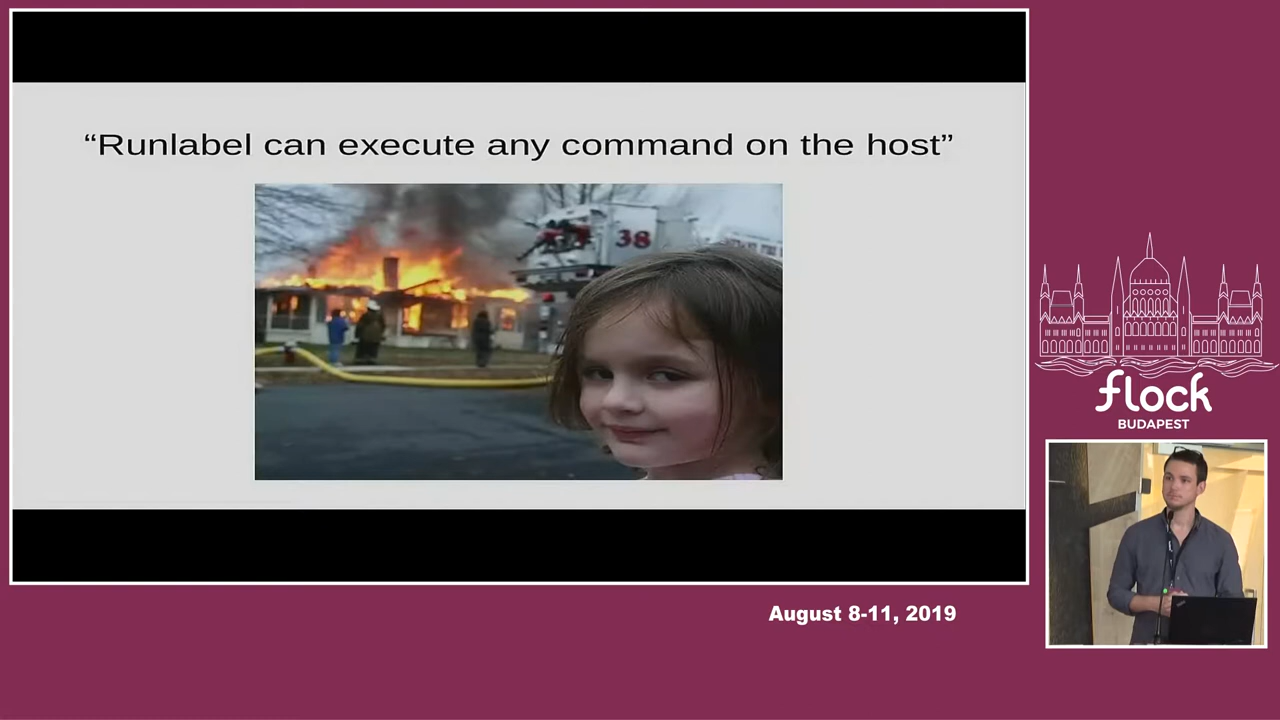 “Runlabel can execute any command on the host”
38
flock
BUDAPEST
August 8-11, 2019